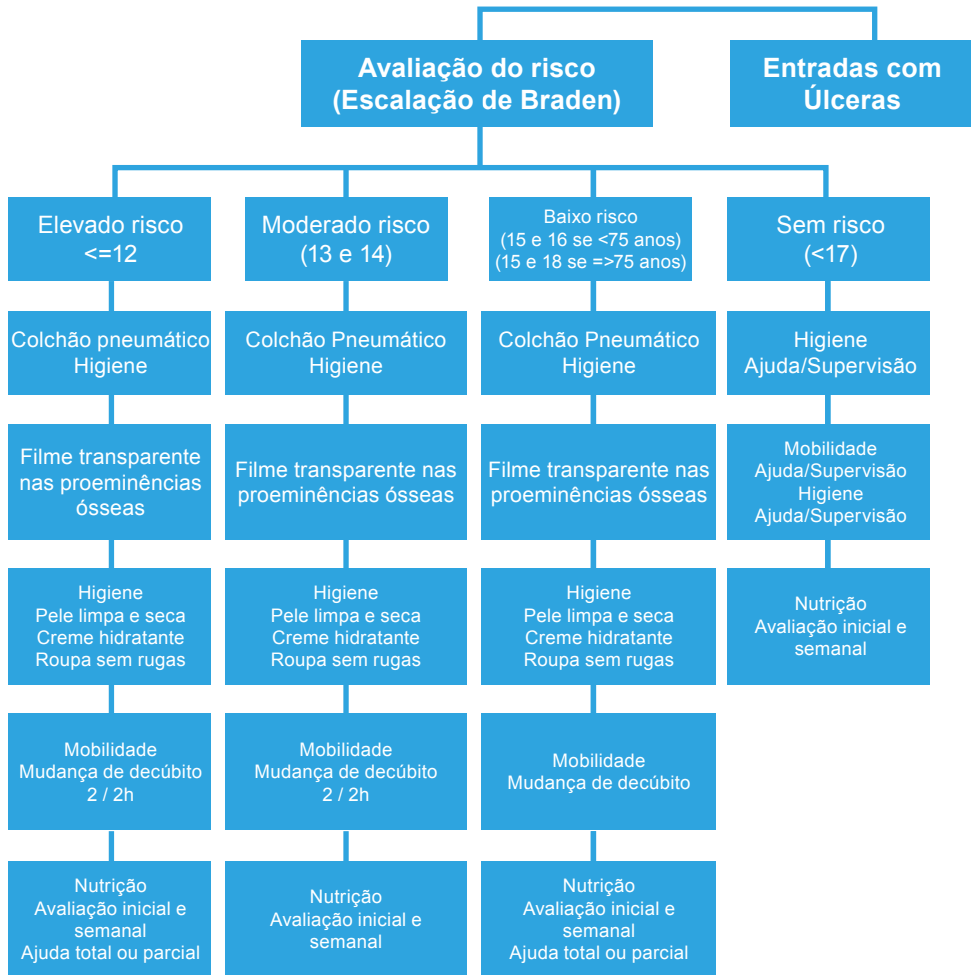 Avaliação do risco
(Escalação de Braden)
Entradas com
Úlceras
Elevado risco
<=12
Colchão pneumático
Higiene
Filme transparente
nas proeminências
ósseas
Higiene
Pele limpa e seca
Creme hidratante
Roupa sem rugas
Mobilidade
Mudança de decúbito
2 / 2h
Nutrição
Avaliação inicial e
semanal
Ajuda total ou parcial
Moderado risco
(13 e 14)
Colchão Pneumático
Higiene
Filme transparente nas
proeminências ósseas
Higiene
Pele limpa e seca
Creme hidratante
Roupa sem rugas
Mobilidade
Mudança de decúbito
2 / 2h
Nutrição
Avaliação inicial e
semanal
Baixo risco
(15 e 16 se <75 anos)
(15 e 18 se =>75 anos)
Colchão Pneumático
Higiene
Filme transparente nas
proeminências ósseas
Higiene
Pele limpa e seca
Creme hidratante
Roupa sem rugas
Mobilidade
Mudança de decúbito
Nutrição
Avaliação inicial e
semanal
Ajuda total ou parcial
Sem risco
(<17)
Higiene
Ajuda/Supervisão
Mobilidade
Ajuda/Supervisão
Higiene
Ajuda/Supervisão
Nutrição
Avaliação inicial e
semanal